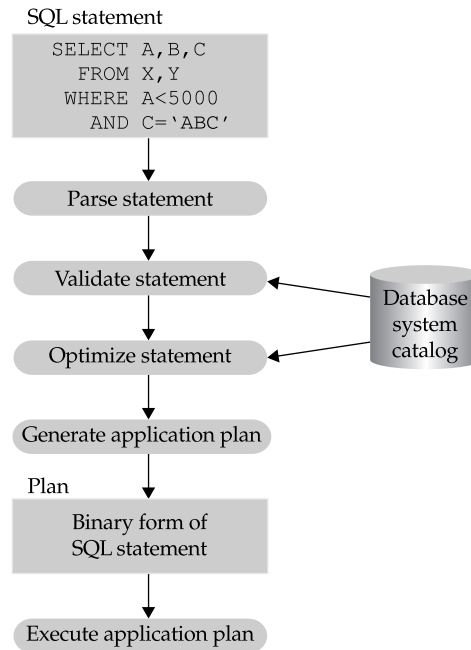 SQL statement
SELECT A,B,C
FROM X,Y
WHERE A<5000
AND C=‘ABC’
Parse statement
Validate statement
Database
system
catalog
Optimize statement
Generate application plan
Plan
Binary form of
SQL statement
Execute application plan